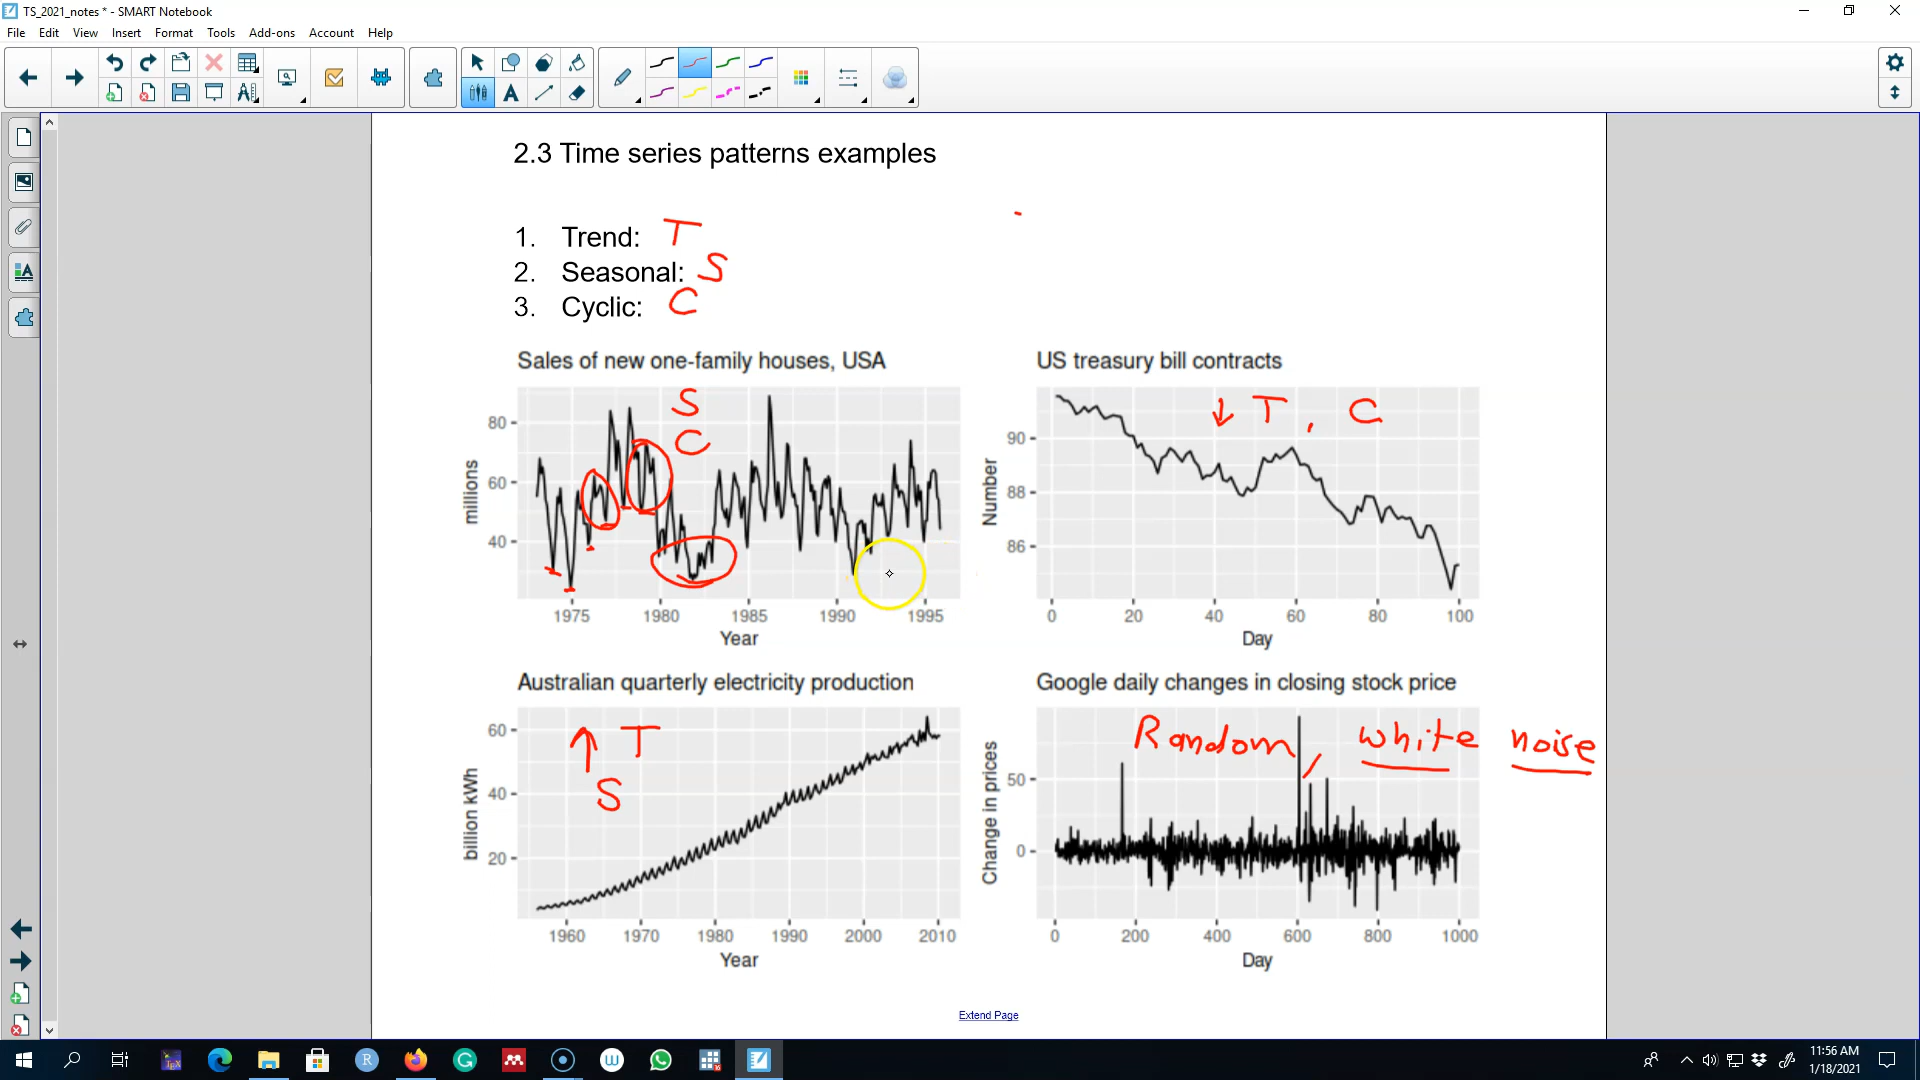 TS_2021_notes * - SMART Notebook
File Edit View Insert Format Tools Add-ons Account Help
2.3 Time series patterns examples
1. Trend: T
2. Seasonal: S
3. Cyclic: C
Sales of new one-family houses, USA
S
C
80
60
40
millions
1975 1980 1985 1990 1995
Year
US treasury bill contracts
↓ T , C
90
88
86
Number
0 20 40 60 80 100
Day
Australian quarterly electricity production
↑ T
S
60
40
20
billion kWh
1960 1970 1980 1990 2000 2010
Year
Google daily changes in closing stock price
Random, white noise
50
0
Change in prices
0 200 400 600 800 1000
Day
Extend Page
11:56 AM
1/18/2021